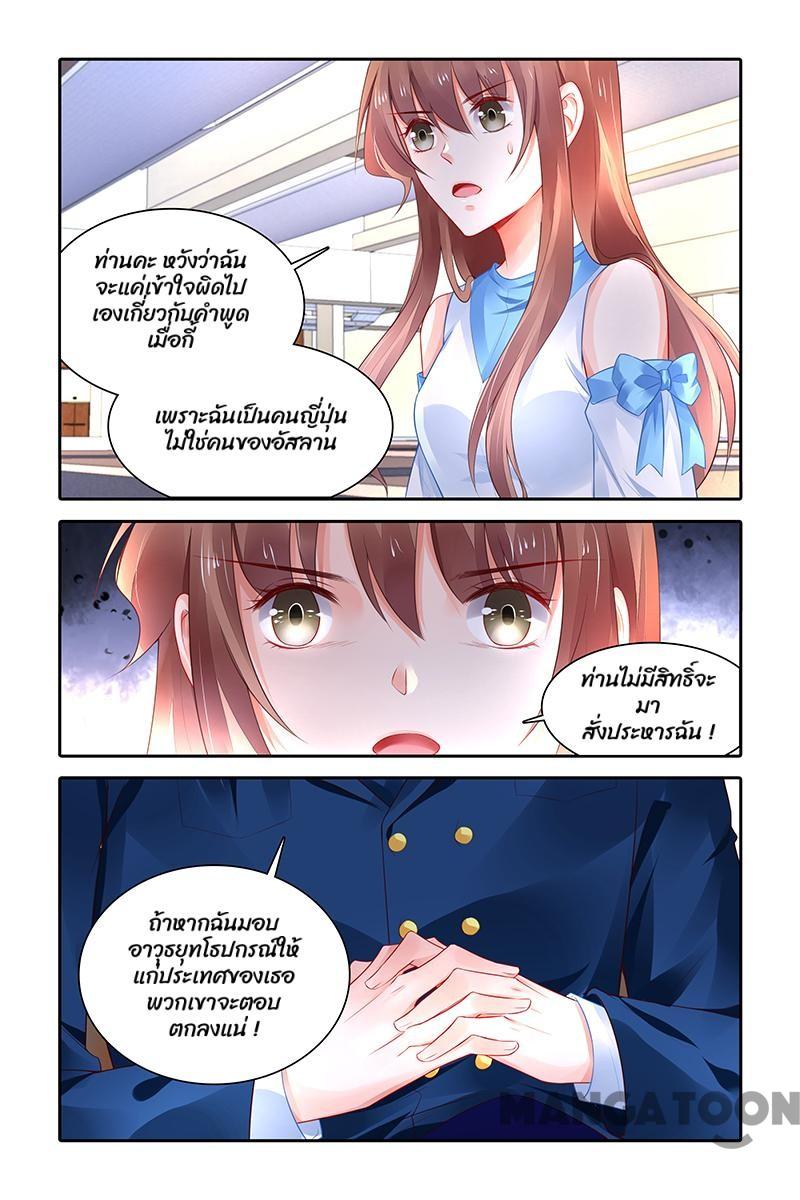 ท่านคะ หวังว่าฉัน
จะแค่เข้าใจผิดไป
เองเกี่ยวกับคำพูด
เมื่อกี้
เพราะฉันเป็นคนญี่ปุ่น
ไม่ใช่คนของอัสลาน
ท่านไม่มีสิทธิ์จะ
มา
สั่งประหารฉัน !
ถ้าหากฉันมอบ
อาวุธยุทโธปกรณ์ให้
แก่ประเทศของเธอ
พวกเขาจะตอบ
ตกลงแน่ !
MANGATOON